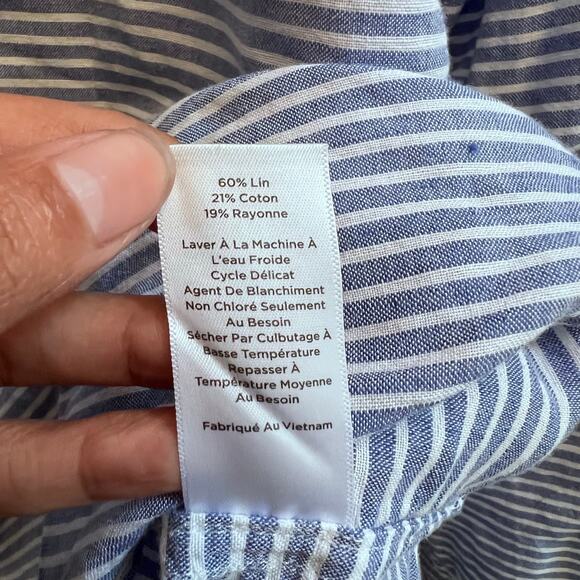 60% Lin
21% Coton
19% Rayonne
Laver À La Machine À
L'eau Froide
Cycle Délicat
Agent De Blanchiment
Non Chloré Seulement
Au Besoin
Sécher Par Culbutage À
Basse Température
Repasser À
Température Moyenne
Au Besoin
Fabriqué Au Vietnam